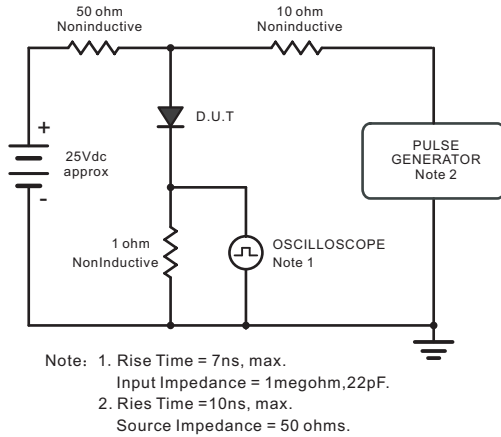 50 ohm
Noninductive
10 ohm
Noninductive
D.U.T
+
25Vdc
approx
-
PULSE
GENERATOR
Note 2
1 ohm
NonInductive
OSCILLOSCOPE
Note 1
Note: 1. Rise Time = 7ns, max.
Input Impedance = 1megohm,22pF.
2. Ries Time =10ns, max.
Source Impedance = 50 ohms.